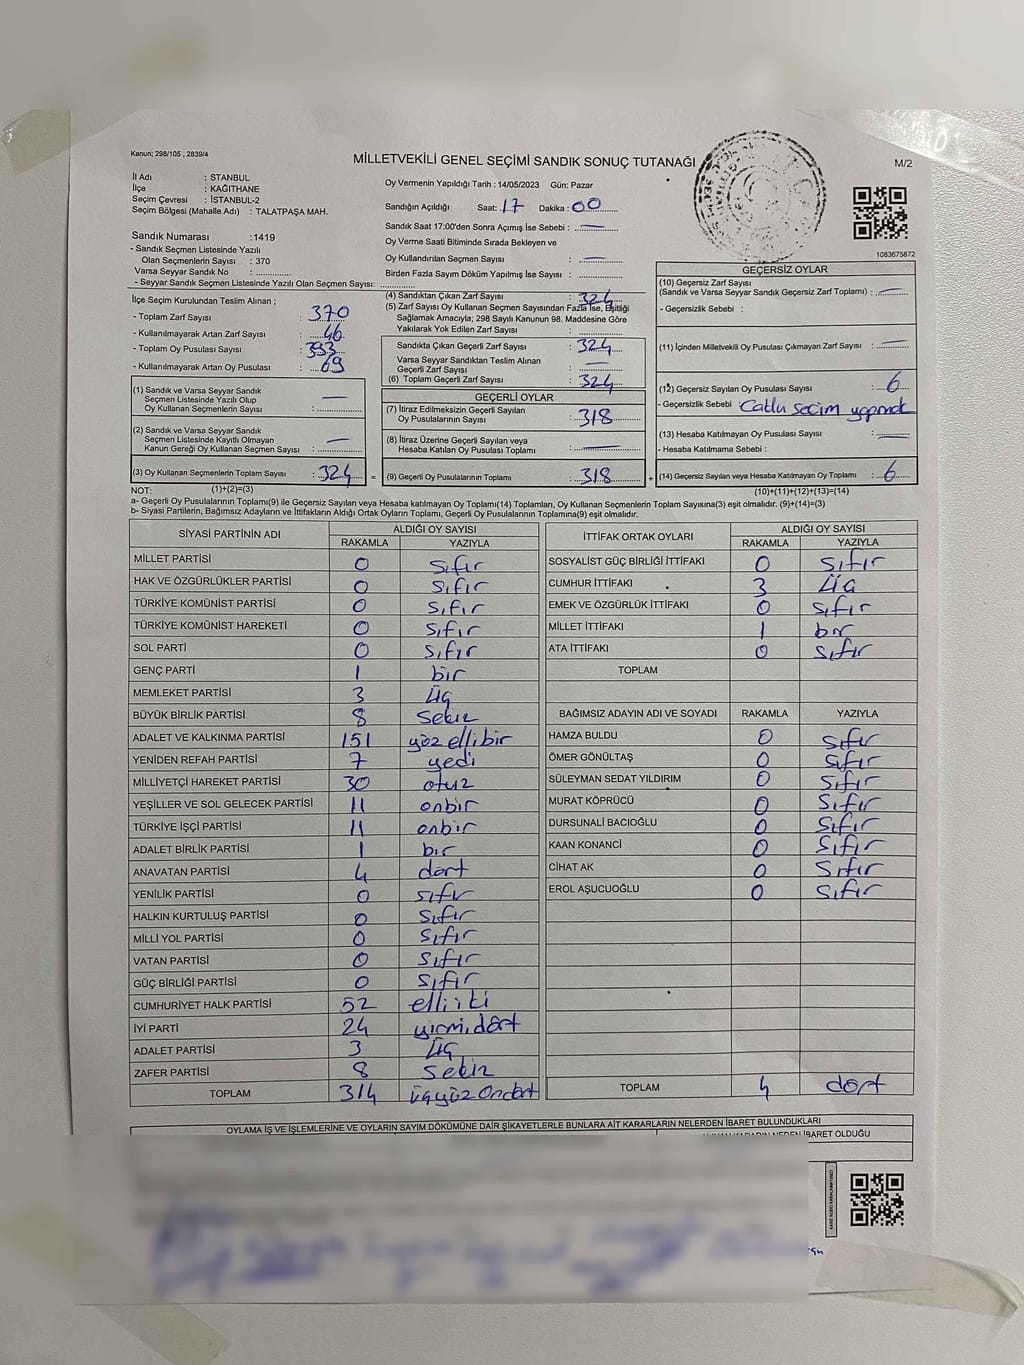 Kanun; 298/105 , 2839/4
MİLLETVEKİLİ GENEL SEÇİMİ SANDIK SONUÇ TUTANAĞI
M/2
İl Adı : STANBUL
İlçe : KAĞITHANE
Seçim Çevresi : İSTANBUL-2
Seçim Bölgesi (Mahalle Adı) : TALATPAŞA MAH.
Oy Vermenin Yapıldığı Tarih : 14/05/2023 Gün: Pazar
Sandığın Açıldığı Saat: 17 Dakika : 00
Sandık Saat 17:00'den Sonra Açımış İse Sebebi : —
Oy Verme Saati Bitiminde Sırada Bekleyen ve
Oy Kullandırılan Seçmen Sayısı : —
Birden Fazla Sayım Döküm Yapılmış İse Sayısı :
1083675872
Sandık Numarası : 1419
- Sandık Seçmen Listesinde Yazılı
Olan Seçmenlerin Sayısı : 370
Varsa Seyyar Sandık No :
- Seyyar Sandık Seçmen Listesinde Yazılı Olan Seçmen Sayısı:
İlçe Seçim Kurulundan Teslim Alınan ;
- Toplam Zarf Sayısı : 370
- Kullanılmayarak Artan Zarf Sayısı : 46
- Toplam Oy Pusulası Sayısı : 393
- Kullanılmayarak Artan Oy Pusulası : 69
(1) Sandık ve Varsa Seyyar Sandık
Seçmen Listesinde Yazılı Olup
Oy Kullanan Seçmenlerin Sayısı : —
(2) Sandık ve Varsa Seyyar Sandık
Seçmen Listesinde Kayıtlı Olmayan
Kanun Gereği Oy Kullanan Seçmen Sayısı : —
(3) Oy Kullanan Seçmenlerin Toplam Sayısı : 324 =
(4) Sandıktan Çıkan Zarf Sayısı : 324
(5) Zarf Sayısı Oy Kullanan Seçmen Sayısından Fazla İse, Eşitliği
Sağlamak Amacıyla; 298 Sayılı Kanunun 98. Maddesine Göre
Yakılarak Yok Edilen Zarf Sayısı :
Sandıkta Çıkan Geçerli Zarf Sayısı : 324
Varsa Seyyar Sandıktan Teslim Alınan
Geçerli Zarf Sayısı :
(6) Toplam Geçerli Zarf Sayısı : 324
GEÇERLİ OYLAR
(7) İtiraz Edilmeksizin Geçerli Sayılan
Oy Pusulalarının Sayısı : 318
(8) İtiraz Üzerine Geçerli Sayılan veya
Hesaba Katılan Oy Pusulası Toplamı : —
(9) Geçerli Oy Pusulalarının Toplamı : 318 +
GEÇERSİZ OYLAR
(10) Geçersiz Zarf Sayısı
(Sandık ve Varsa Seyyar Sandık Geçersiz Zarf Toplamı) : —
- Geçersizlik Sebebi :
(11) İçinden Milletvekili Oy Pusulası Çıkmayan Zarf Sayısı : —
(12) Geçersiz Sayılan Oy Pusulası Sayısı : 6
- Geçersizlik Sebebi : Çoklu seçim yapmak
(13) Hesaba Katılmayan Oy Pusulası Sayısı : —
- Hesaba Katılmama Sebebi :
(14) Geçersiz Sayılan veya Hesaba Katılmayan Oy Toplamı : 6
NOT: (1)+(2)=(3)
(10)+(11)+(12)+(13)=(14)
a- Geçerli Oy Pusulalarının Toplamı(9) ile Geçersiz Sayılan veya Hesaba katılmayan Oy Toplamı(14) Toplamları, Oy Kullanan Seçmenlerin Toplam Sayısına(3) eşit olmalıdır. (9)+(14)=(3)
b- Siyasi Partilerin, Bağımsız Adayların ve İttifakların Aldığı Ortak Oyların Toplamı, Geçerli Oy Pusulalarının Toplamına(9) eşit olmalıdır.
SİYASİ PARTİNİN ADI ALDIĞI OY SAYISI
RAKAMLA YAZIYLA
MİLLET PARTİSİ 0 sıfır
HAK VE ÖZGÜRLÜKLER PARTİSİ 0 sıfır
TÜRKİYE KOMÜNİST PARTİSİ 0 sıfır
TÜRKİYE KOMÜNİST HAREKETİ 0 sıfır
SOL PARTİ 0 sıfır
GENÇ PARTİ 1 bir
MEMLEKET PARTİSİ 3 üç
BÜYÜK BİRLİK PARTİSİ 8 sekiz
ADALET VE KALKINMA PARTİSİ 151 yüz elli bir
YENİDEN REFAH PARTİSİ 7 yedi
MİLLİYETÇİ HAREKET PARTİSİ 30 otuz
YEŞİLLER VE SOL GELECEK PARTİSİ 11 onbir
TÜRKİYE İŞÇİ PARTİSİ 11 onbir
ADALET BİRLİK PARTİSİ 1 bir
ANAVATAN PARTİSİ 4 dört
YENİLİK PARTİSİ 0 sıfır
HALKIN KURTULUŞ PARTİSİ 0 sıfır
MİLLİ YOL PARTİSİ 0 sıfır
VATAN PARTİSİ 0 sıfır
GÜÇ BİRLİĞİ PARTİSİ 0 sıfır
CUMHURİYET HALK PARTİSİ 52 elli iki
İYİ PARTİ 24 yirmi dört
ADALET PARTİSİ 3 üç
ZAFER PARTİSİ 8 sekiz
TOPLAM 314 üçyüz ondört
İTTİFAK ORTAK OYLARI ALDIĞI OY SAYISI
RAKAMLA YAZIYLA
SOSYALİST GÜÇ BİRLİĞİ İTTİFAKI 0 sıfır
CUMHUR İTTİFAKI 3 üç
EMEK VE ÖZGÜRLÜK İTTİFAKI 0 sıfır
MİLLET İTTİFAKI 1 bir
ATA İTTİFAKI 0 sıfır
TOPLAM
BAĞIMSIZ ADAYIN ADI VE SOYADI RAKAMLA YAZIYLA
HAMZA BULDU 0 sıfır
ÖMER GÖNÜLTAŞ 0 sıfır
SÜLEYMAN SEDAT YILDIRIM 0 sıfır
MURAT KÖPRÜCÜ 0 sıfır
DURSUNALİ BACIOĞLU 0 sıfır
KAAN KONANCİ 0 sıfır
CİHAT AK 0 sıfır
EROL AŞUCUOĞLU 0 sıfır
TOPLAM 4 dört
OYLAMA İŞ VE İŞLEMLERİNE VE OYLARIN SAYIM DÖKÜMÜNE DAİR ŞİKAYETLERLE BUNLARA AİT KARARLARIN NELERDEN İBARET BULUNDUKLARI
İBARET OLDUĞU